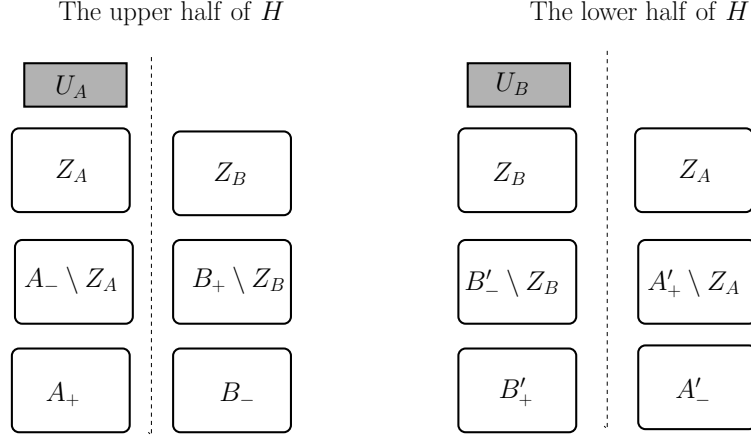 The upper half of H
The lower half of H
U_A
U_B
Z_A
Z_B
Z_B
Z_A
A_− \ Z_A
B_+ \ Z_B
B′_− \ Z_B
A′_+ \ Z_A
A_+
B_−
B′_+
A′_−